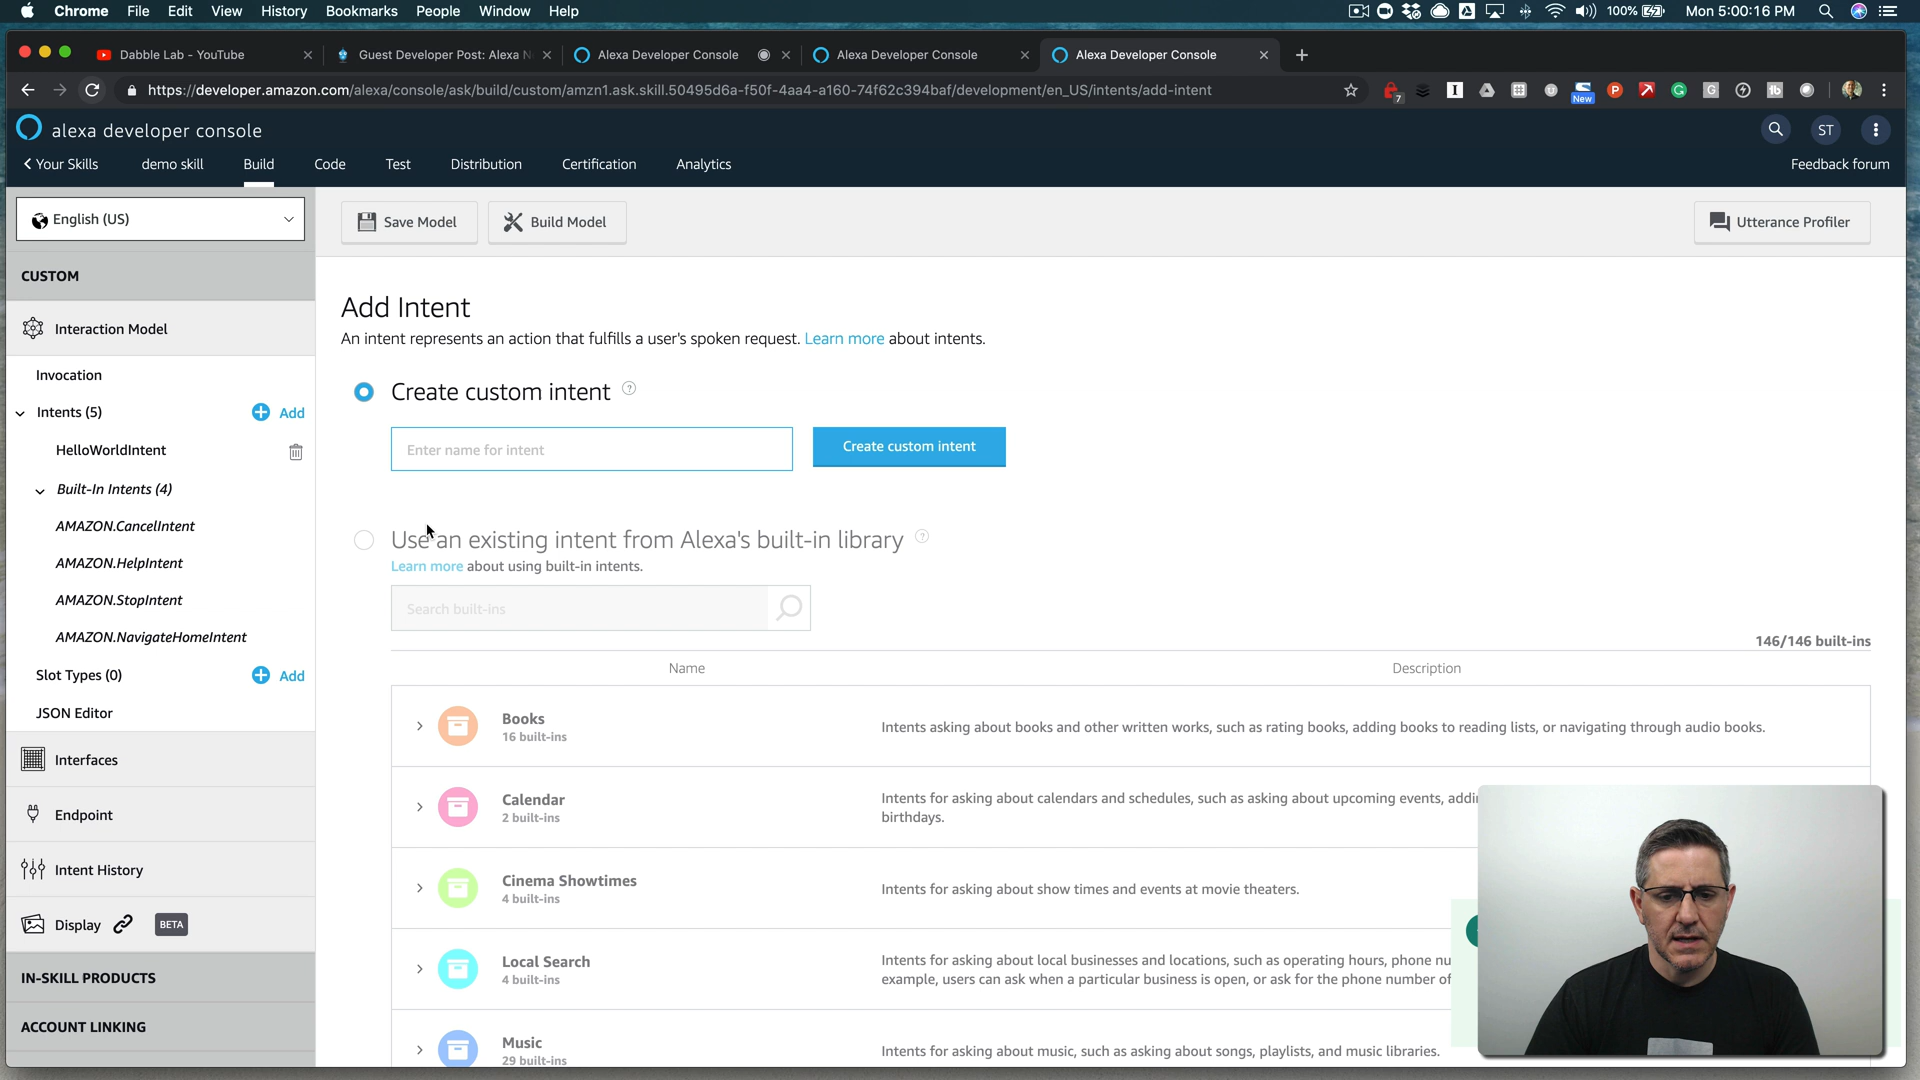 Chrome File Edit View History Bookmarks People Window Help 100% Mon 5:00:16 PM
Dabble Lab - YouTube Guest Developer Post: Alexa N Alexa Developer Console Alexa Developer Console Alexa Developer Console
https://developer.amazon.com/alexa/console/ask/build/custom/amzn1.ask.skill.50495d6a-f50f-4aa4-a160-74f62c394baf/development/en_US/intents/add-intent
7 New
alexa developer console ST
Your Skills demo skill Build Code Test Distribution Certification Analytics Feedback forum
English (US) Save Model Build Model Utterance Profiler
CUSTOM
Interaction Model
Invocation
Intents (5) Add
HelloWorldIntent
Built-In Intents (4)
AMAZON.CancelIntent
AMAZON.HelpIntent
AMAZON.StopIntent
AMAZON.NavigateHomeIntent
Slot Types (0) Add
JSON Editor
Interfaces
Endpoint
Intent History
Display BETA
IN-SKILL PRODUCTS
ACCOUNT LINKING
Add Intent
An intent represents an action that fulfills a user's spoken request. Learn more about intents.
Create custom intent ?
Enter name for intent Create custom intent
Use an existing intent from Alexa's built-in library ?
Learn more about using built-in intents.
Search built-ins
146/146 built-ins
Name Description
Books
16 built-ins
Intents asking about books and other written works, such as rating books, adding books to reading lists, or navigating through audio books.
Calendar
2 built-ins
Intents for asking about calendars and schedules, such as asking about upcoming events, addi
birthdays.
Cinema Showtimes
4 built-ins
Intents for asking about show times and events at movie theaters.
Local Search
4 built-ins
Intents for asking about local businesses and locations, such as operating hours, phone nu
example, users can ask when a particular business is open, or ask for the phone number of
Music
29 built-ins
Intents for asking about music, such as asking about songs, playlists, and music libraries.